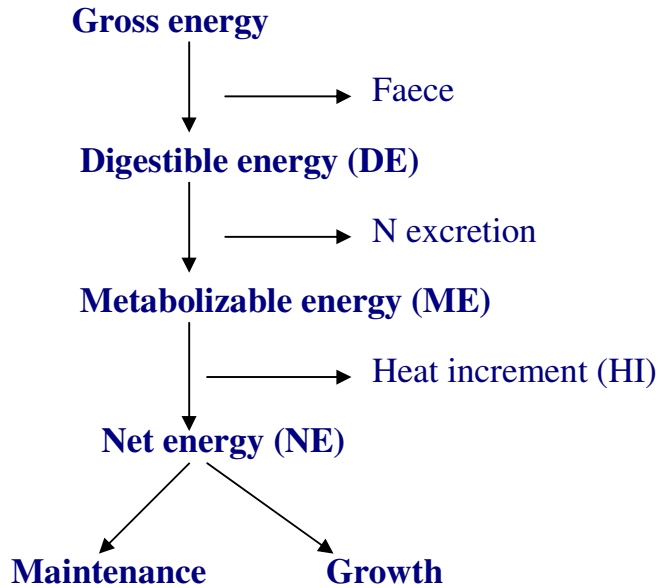 Gross energy
Faece
Digestible energy (DE)
N excretion
Metabolizable energy (ME)
Heat increment (HI)
Net energy (NE)
Maintenance
Growth